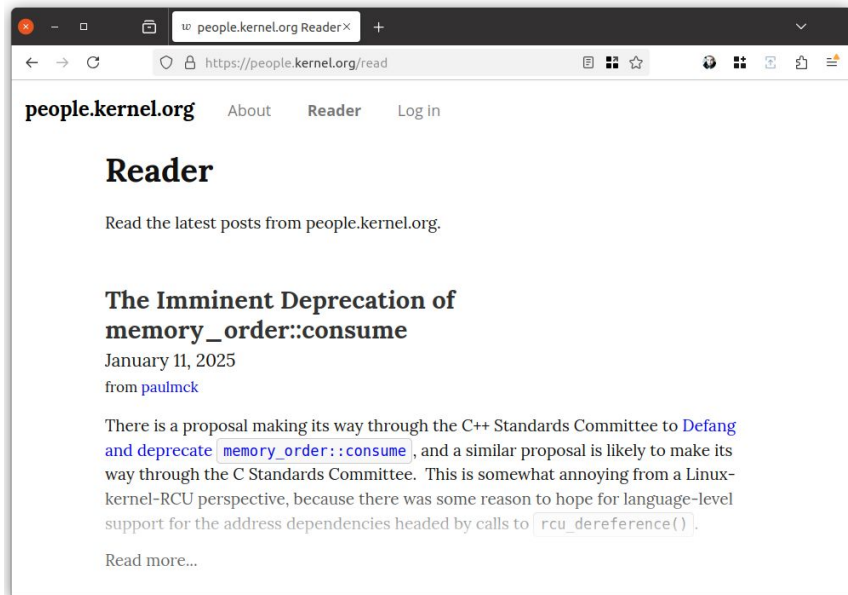 people.kernel.org Reader
https://people.kernel.org/read
people.kernel.org About Reader Log in
Reader
Read the latest posts from people.kernel.org.
The Imminent Deprecation of
memory_order::consume
January 11, 2025
from paulmck
There is a proposal making its way through the C++ Standards Committee to Defang
and deprecate memory_order::consume, and a similar proposal is likely to make its
way through the C Standards Committee.  This is somewhat annoying from a Linux-
kernel-RCU perspective, because there was some reason to hope for language-level
support for the address dependencies headed by calls to rcu_dereference().
Read more...